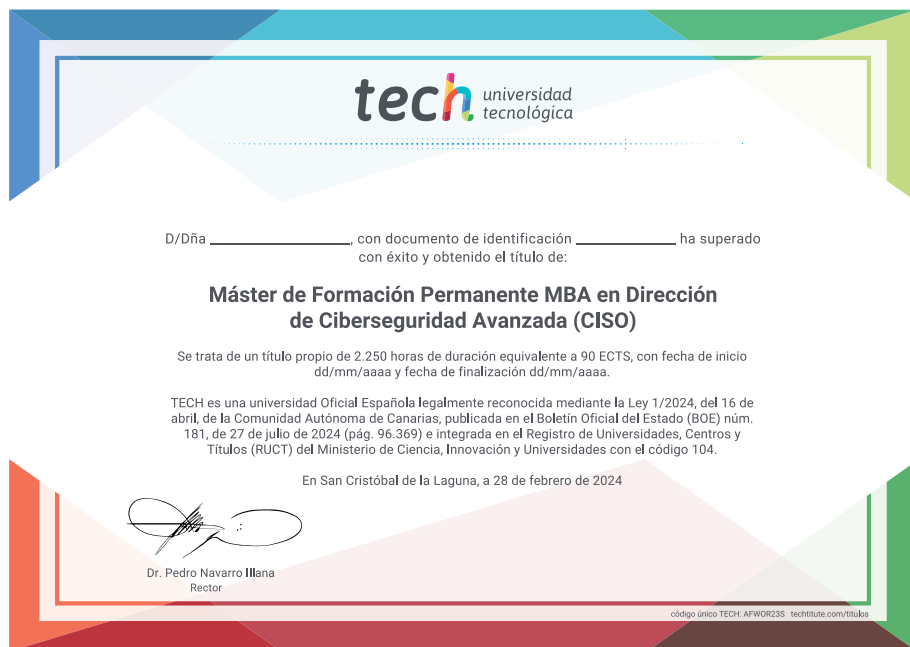 tech universidad
tecnológica
D/Dña ____________, con documento de identificación ____________ ha superado
con éxito y obtenido el título de:
Máster de Formación Permanente MBA en Dirección
de Ciberseguridad Avanzada (CISO)
Se trata de un título propio de 2.250 horas de duración equivalente a 90 ECTS, con fecha de inicio
dd/mm/aaaa y fecha de finalización dd/mm/aaaa.
TECH es una universidad Oficial Española legalmente reconocida mediante la Ley 1/2024, del 16 de
abril, de la Comunidad Autónoma de Canarias, publicada en el Boletín Oficial del Estado (BOE) núm.
181, de 27 de julio de 2024 (pág. 96.369) e integrada en el Registro de Universidades, Centros y
Títulos (RUCT) del Ministerio de Ciencia, Innovación y Universidades con el código 104.
En San Cristóbal de la Laguna, a 28 de febrero de 2024
Dr. Pedro Navarro Illana
Rector
código único TECH: AFWOR23S techtitute.com/titulos